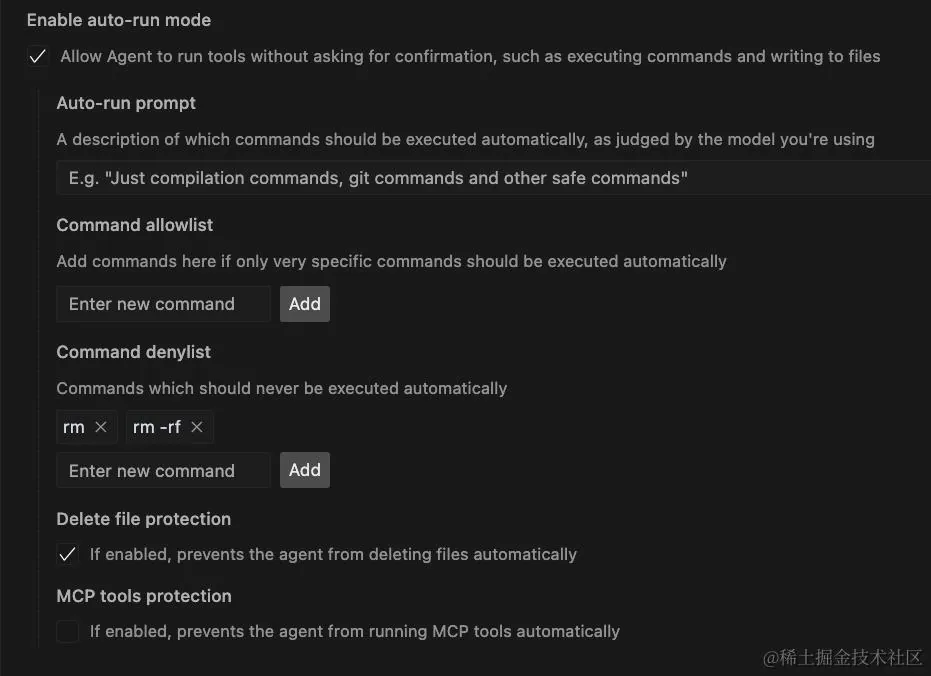 Enable auto-run mode
Allow Agent to run tools without asking for confirmation, such as executing commands and writing to files
Auto-run prompt
A description of which commands should be executed automatically, as judged by the model you're using
E.g. "Just compilation commands, git commands and other safe commands"
Command allowlist
Add commands here if only very specific commands should be executed automatically
Enter new command Add
Command denylist
Commands which should never be executed automatically
rm rm -rf
Enter new command Add
Delete file protection
If enabled, prevents the agent from deleting files automatically
MCP tools protection
If enabled, prevents the agent from running MCP tools automatically
@稀土掘金技术社区